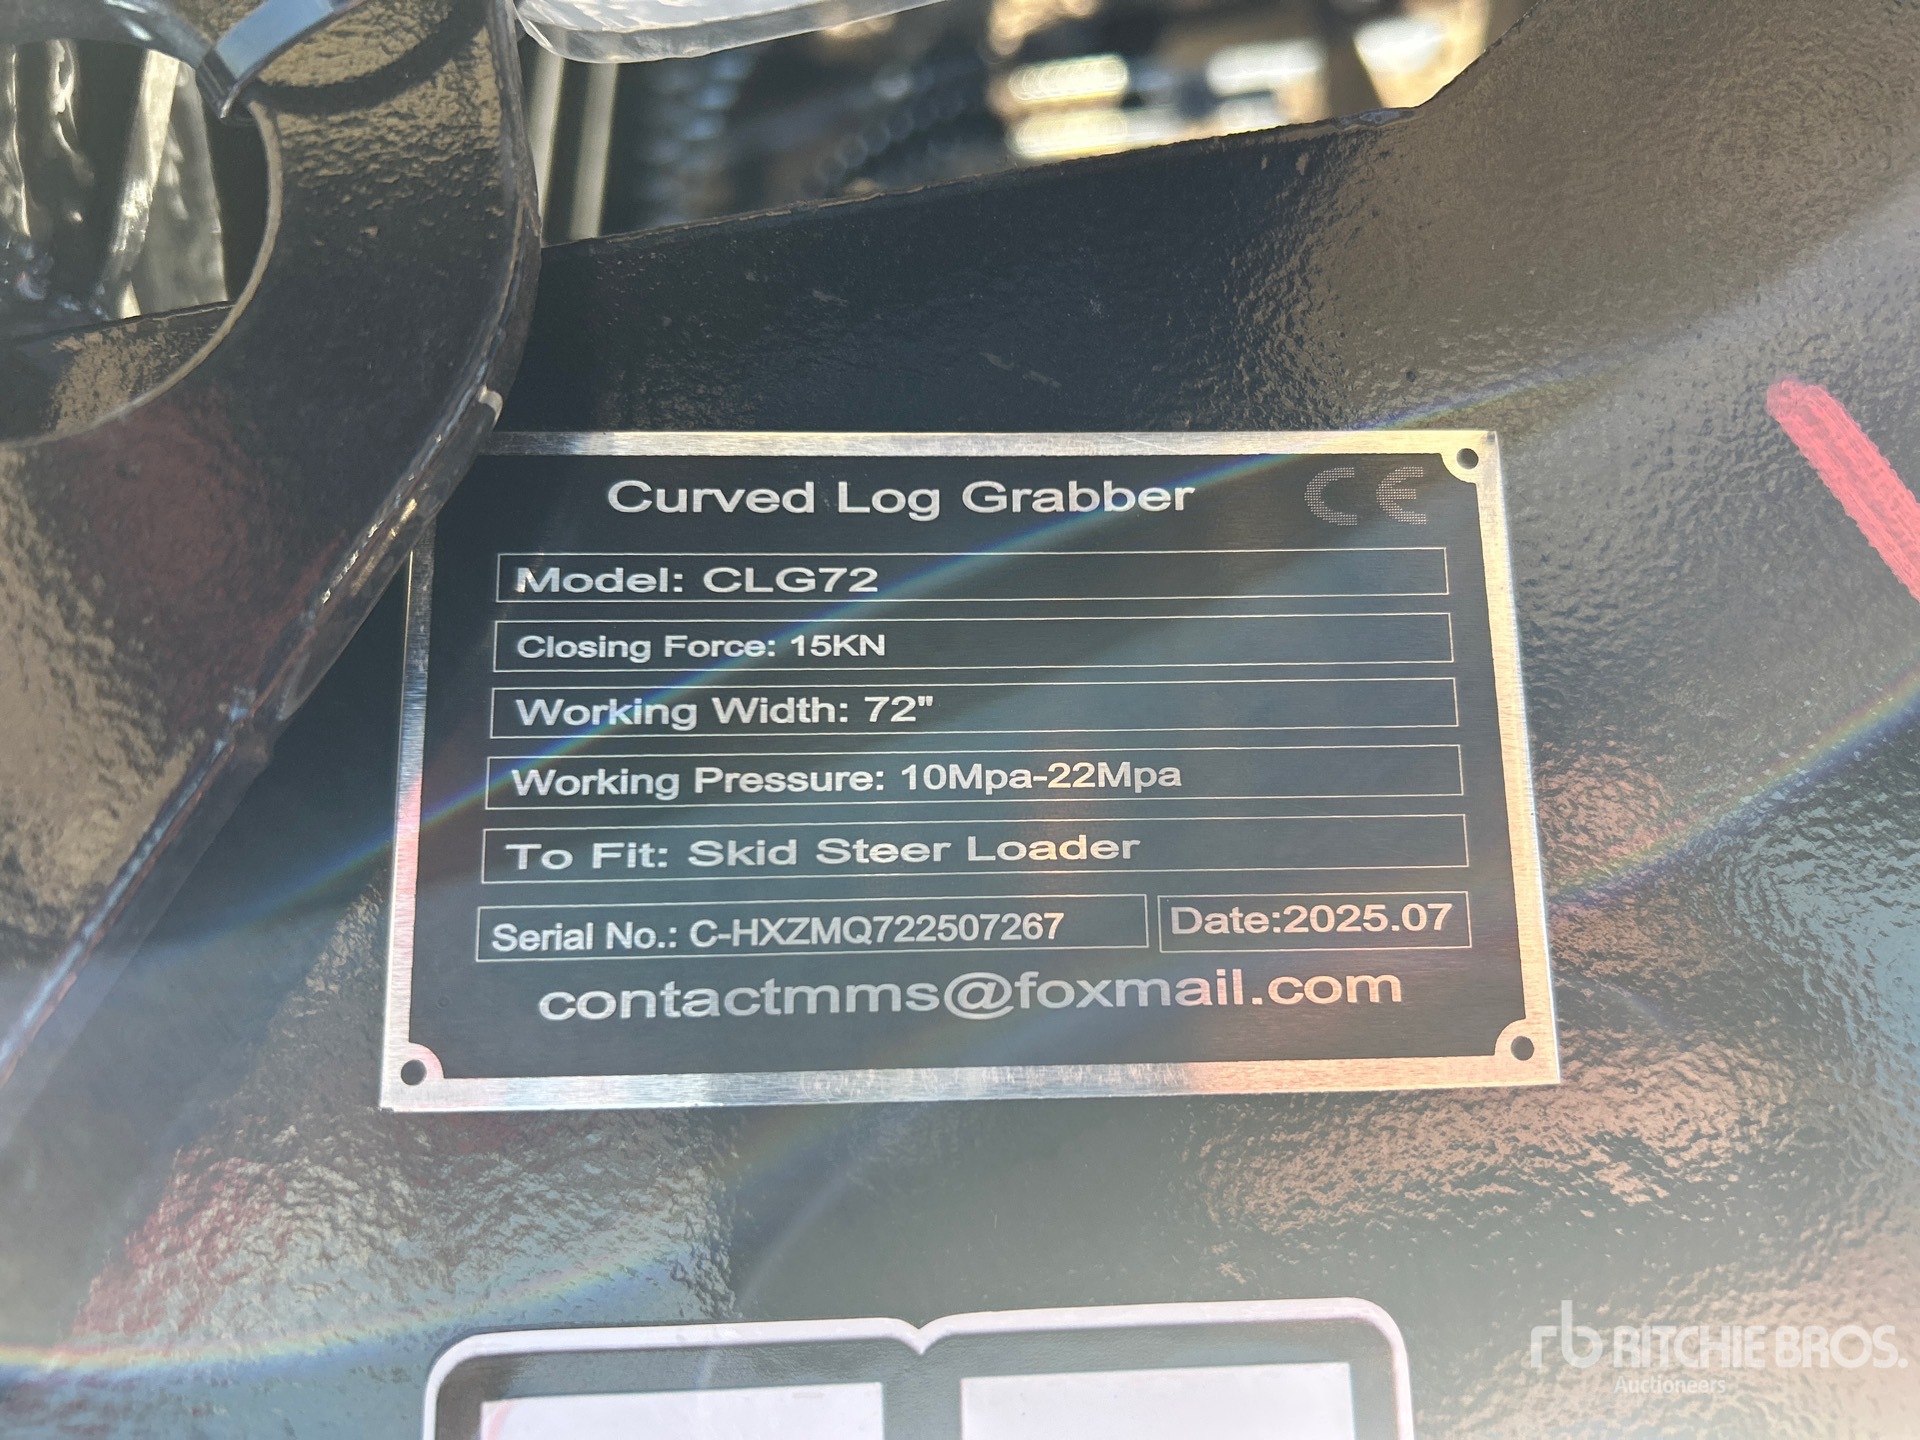 Curved Log Grabber CE
Model: CLG72
Closing Force: 15KN
Working Width: 72"
Working Pressure: 10Mpa-22Mpa
To Fit: Skid Steer Loader
Serial No.: C-HXZMQ722507267 Date:2025.07
contactmms@foxmail.com
rb RITCHIE BROS.
Auctioneers